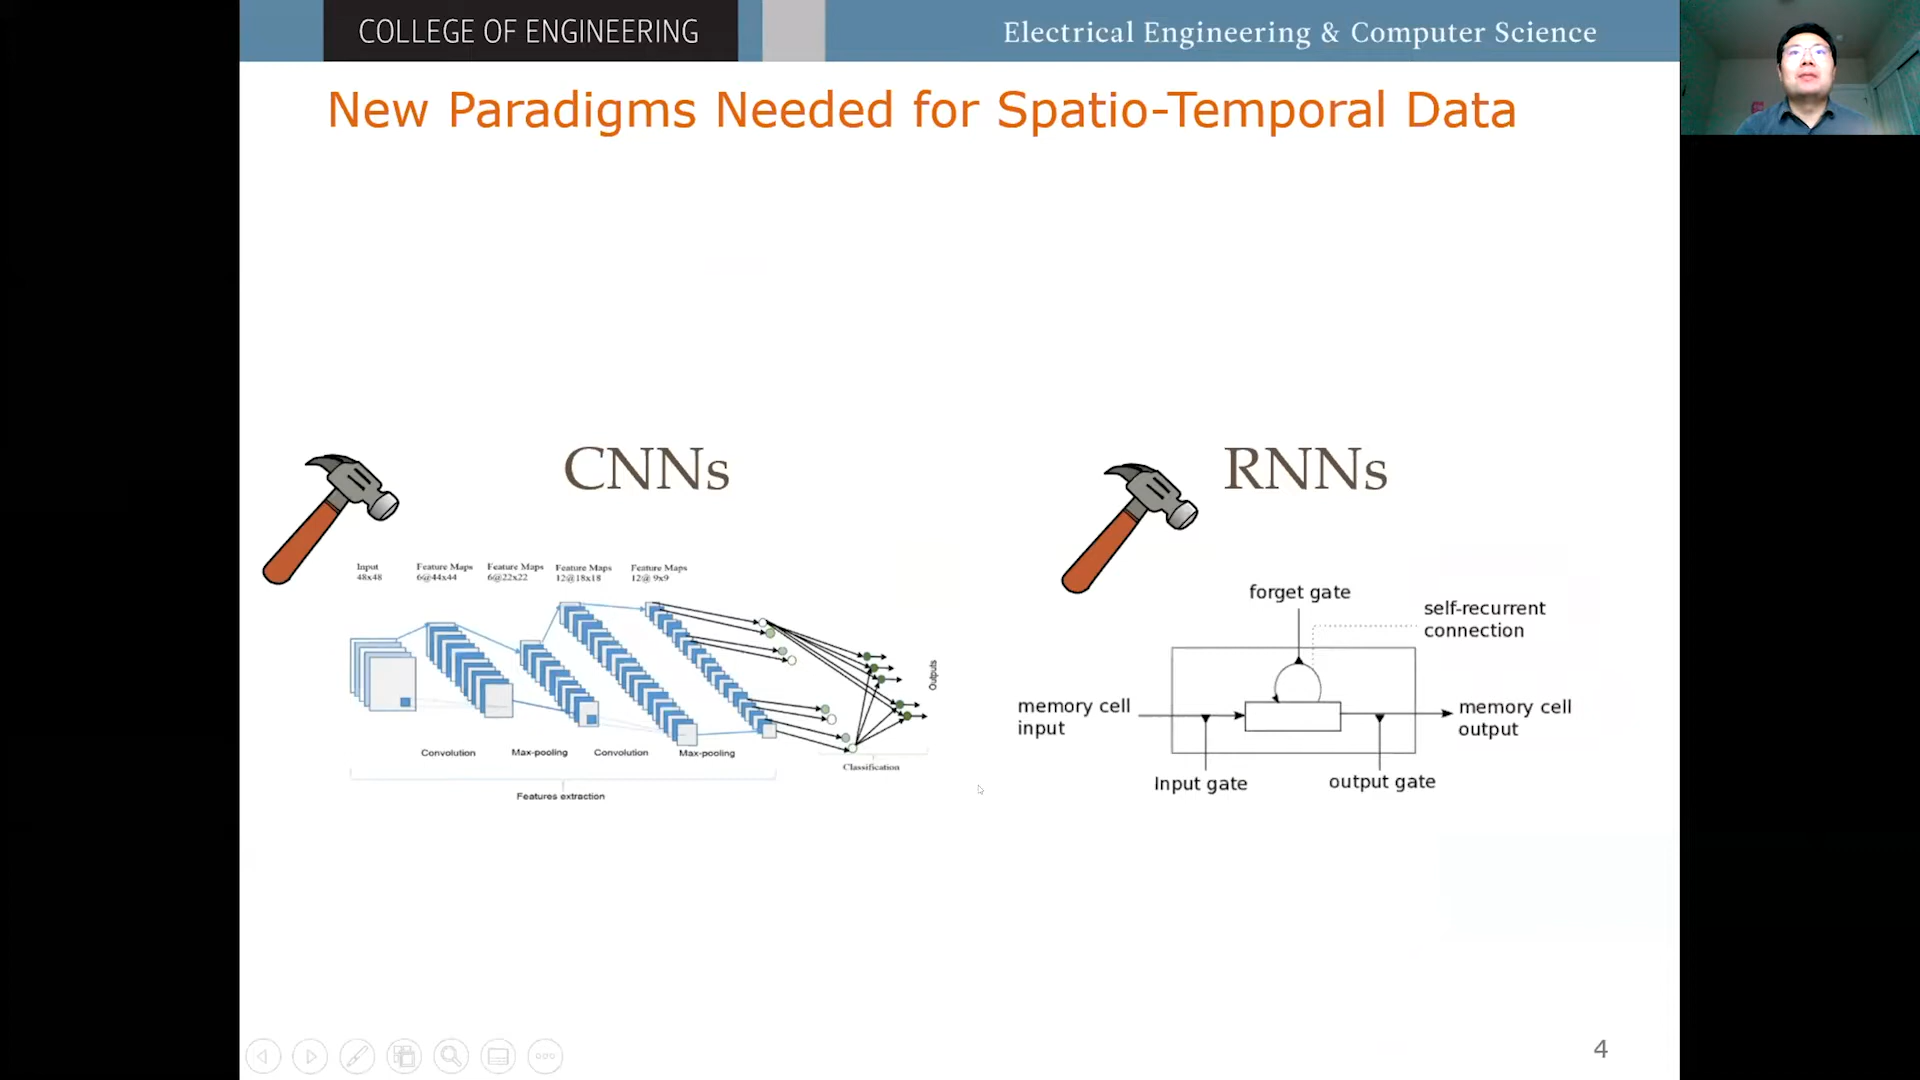 COLLEGE OF ENGINEERING
Electrical Engineering & Computer Science
New Paradigms Needed for Spatio-Temporal Data
CNNs
RNNs
Input
48x48
Feature Maps
6@44x44
Feature Maps
6@22x22
Feature Maps
12@18x18
Feature Maps
12@ 9x9
Outputs
Convolution
Max-pooling
Convolution
Max-pooling
Classification
Features extraction
forget gate
self-recurrent
connection
memory cell
input
memory cell
output
Input gate
output gate
4